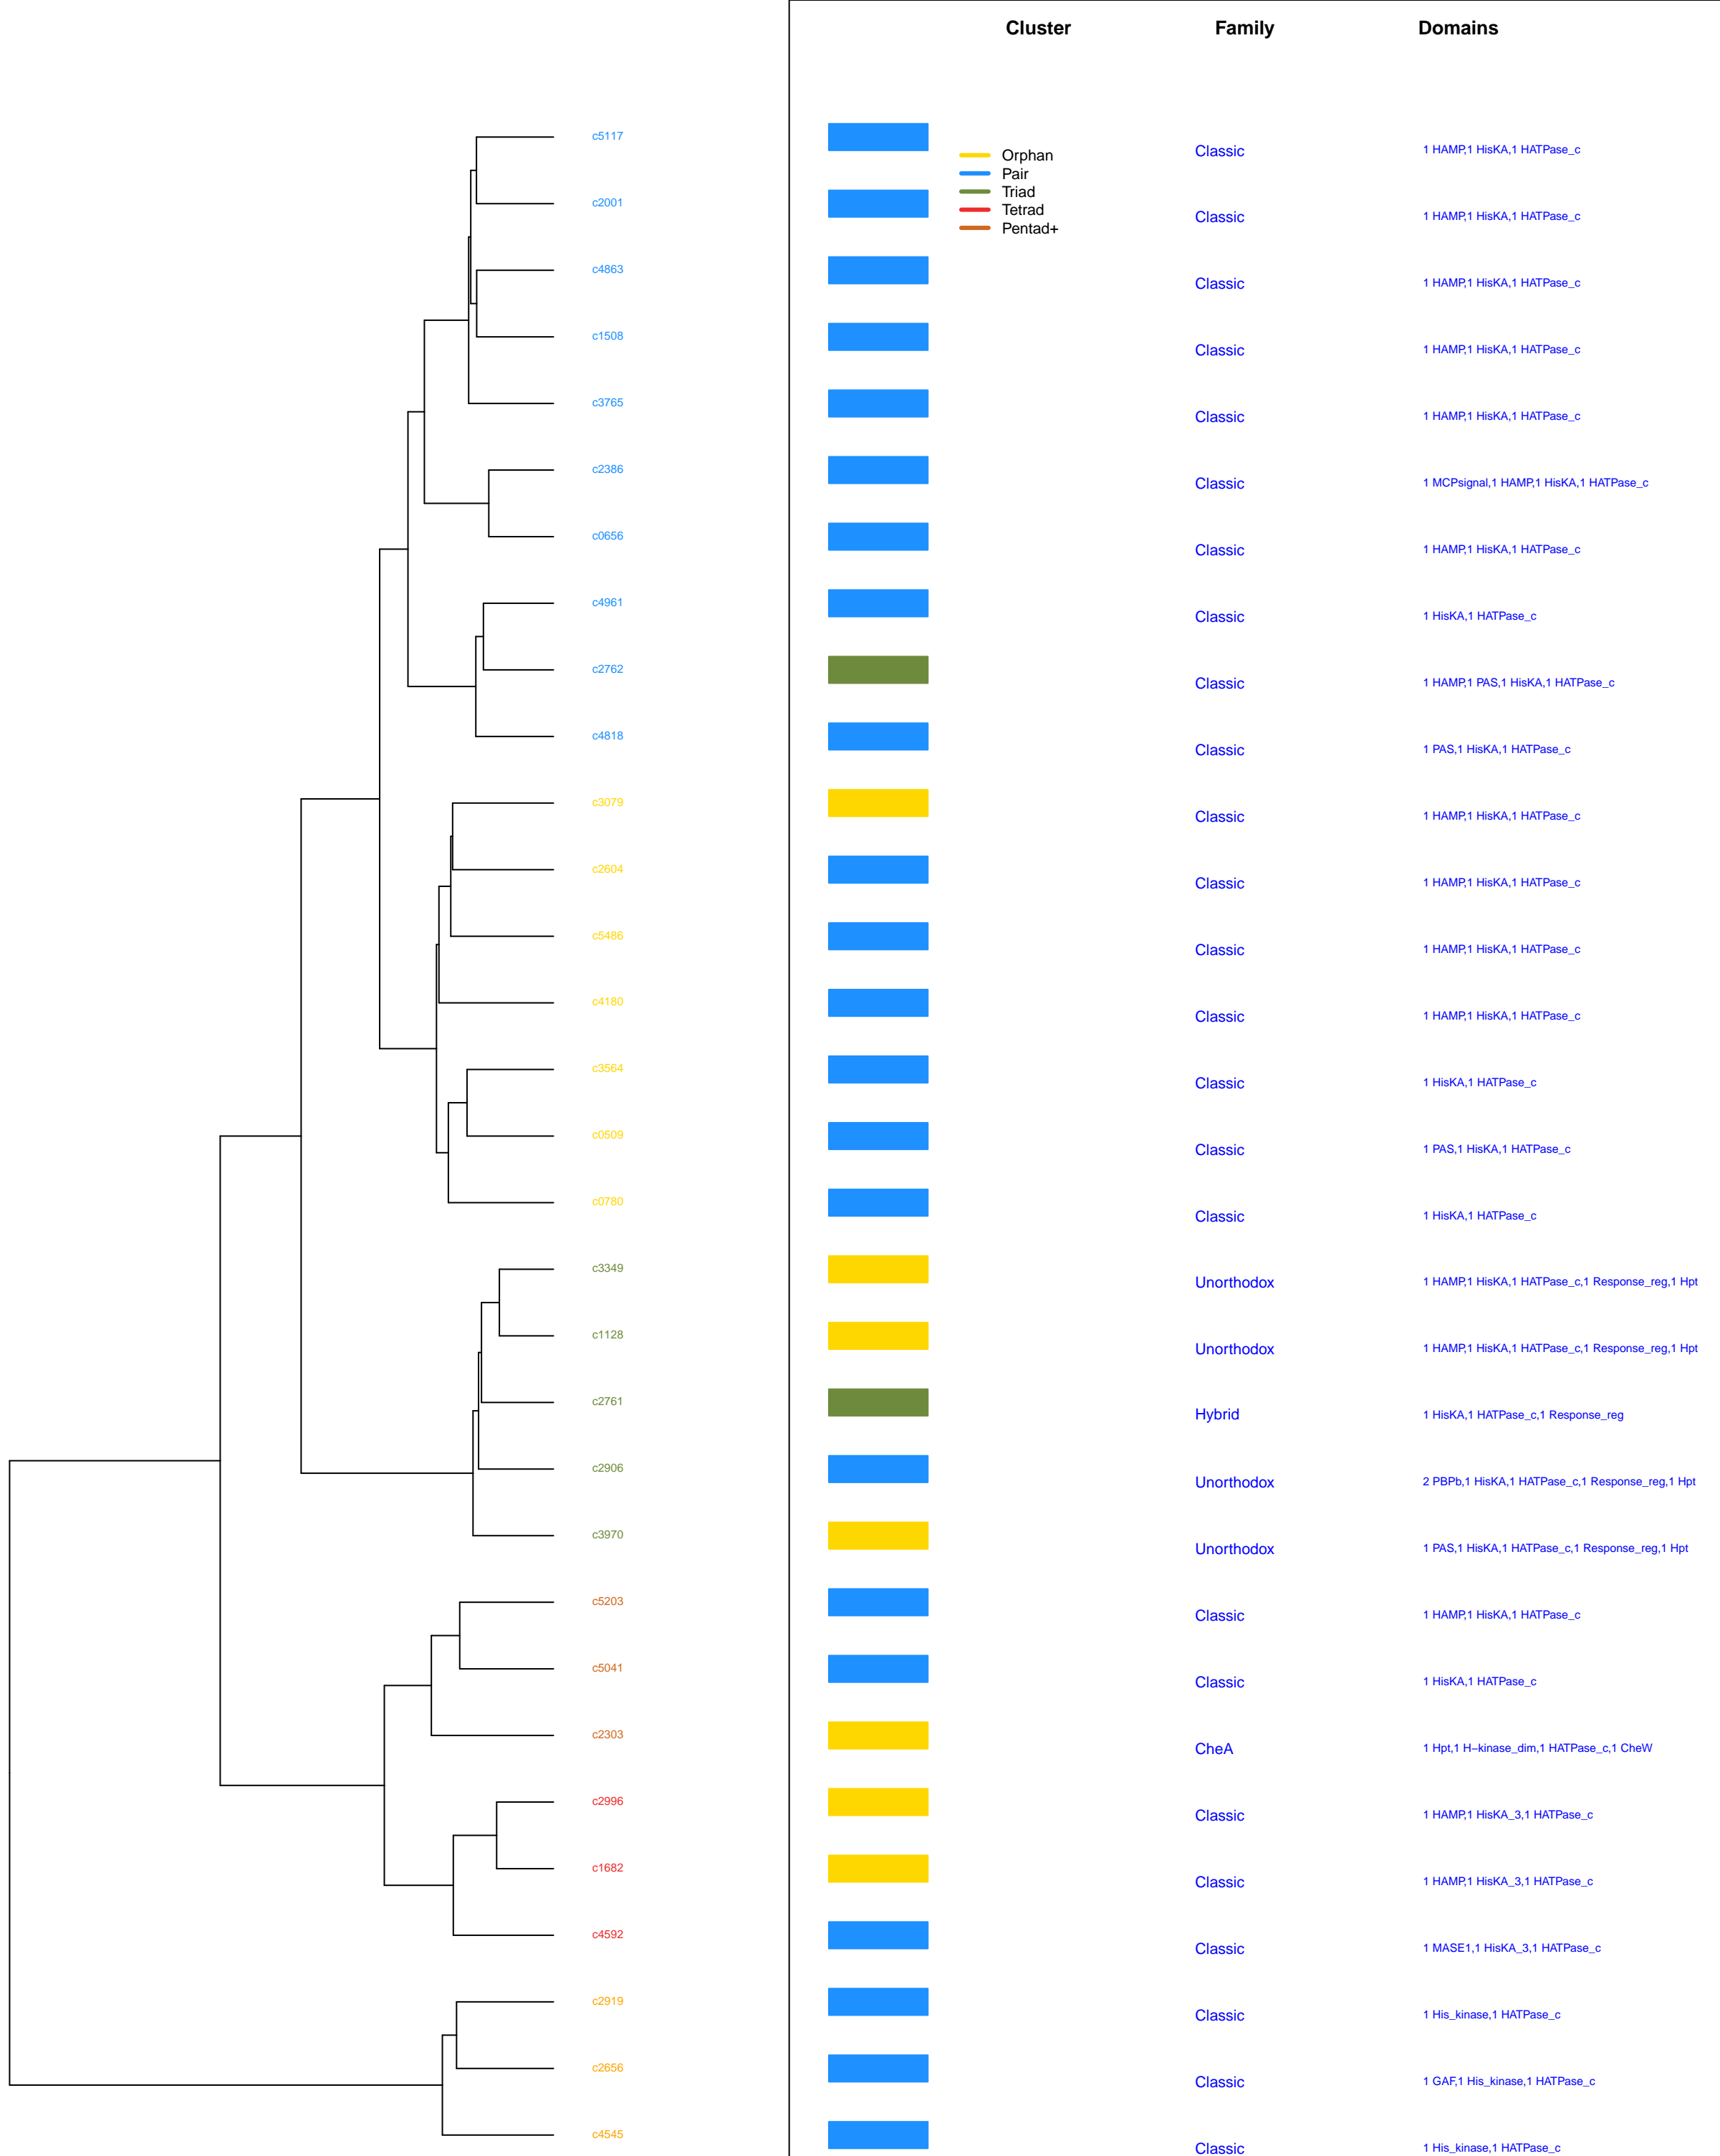 Cluster Family Domains
c5117 Classic 1 HAMP,1 HisKA,1 HATPase_c
Orphan
Pair
Triad
Tetrad
Pentad+
c2001 Classic 1 HAMP,1 HisKA,1 HATPase_c
c4863 Classic 1 HAMP,1 HisKA,1 HATPase_c
c1508 Classic 1 HAMP,1 HisKA,1 HATPase_c
c3765 Classic 1 HAMP,1 HisKA,1 HATPase_c
c2386 Classic 1 MCPsignal,1 HAMP,1 HisKA,1 HATPase_c
c0656 Classic 1 HAMP,1 HisKA,1 HATPase_c
c4961 Classic 1 HisKA,1 HATPase_c
c2762 Classic 1 HAMP,1 PAS,1 HisKA,1 HATPase_c
c4818 Classic 1 PAS,1 HisKA,1 HATPase_c
c3079 Classic 1 HAMP,1 HisKA,1 HATPase_c
c2604 Classic 1 HAMP,1 HisKA,1 HATPase_c
c5486 Classic 1 HAMP,1 HisKA,1 HATPase_c
c4180 Classic 1 HAMP,1 HisKA,1 HATPase_c
c3564 Classic 1 HisKA,1 HATPase_c
c0509 Classic 1 PAS,1 HisKA,1 HATPase_c
c0780 Classic 1 HisKA,1 HATPase_c
c3349 Unorthodox 1 HAMP,1 HisKA,1 HATPase_c,1 Response_reg,1 Hpt
c1128 Unorthodox 1 HAMP,1 HisKA,1 HATPase_c,1 Response_reg,1 Hpt
c2761 Hybrid 1 HisKA,1 HATPase_c,1 Response_reg
c2906 Unorthodox 2 PBPb,1 HisKA,1 HATPase_c,1 Response_reg,1 Hpt
c3970 Unorthodox 1 PAS,1 HisKA,1 HATPase_c,1 Response_reg,1 Hpt
c5203 Classic 1 HAMP,1 HisKA,1 HATPase_c
c5041 Classic 1 HisKA,1 HATPase_c
c2303 CheA 1 Hpt,1 H−kinase_dim,1 HATPase_c,1 CheW
c2996 Classic 1 HAMP,1 HisKA_3,1 HATPase_c
c1682 Classic 1 HAMP,1 HisKA_3,1 HATPase_c
c4592 Classic 1 MASE1,1 HisKA_3,1 HATPase_c
c2919 Classic 1 His_kinase,1 HATPase_c
c2656 Classic 1 GAF,1 His_kinase,1 HATPase_c
c4545 Classic 1 His_kinase,1 HATPase_c